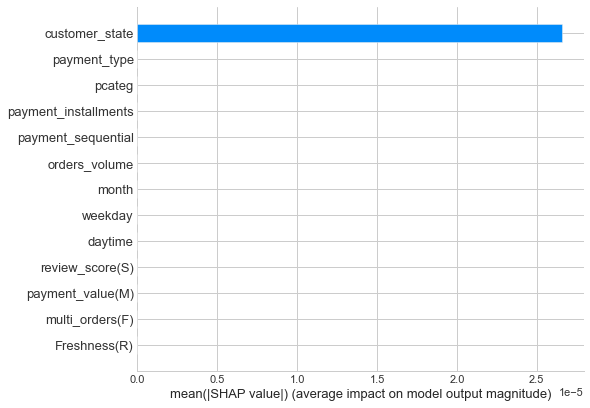 customer_state
payment_type
pcateg
payment_installments
payment_sequential
orders_volume
month
weekday
daytime
review_score(S)
payment_value(M)
multi_orders(F)
Freshness(R)
0.0 0.5 1.0 1.5 2.0 2.5
mean(|SHAP value|) (average impact on model output magnitude) 1e−5